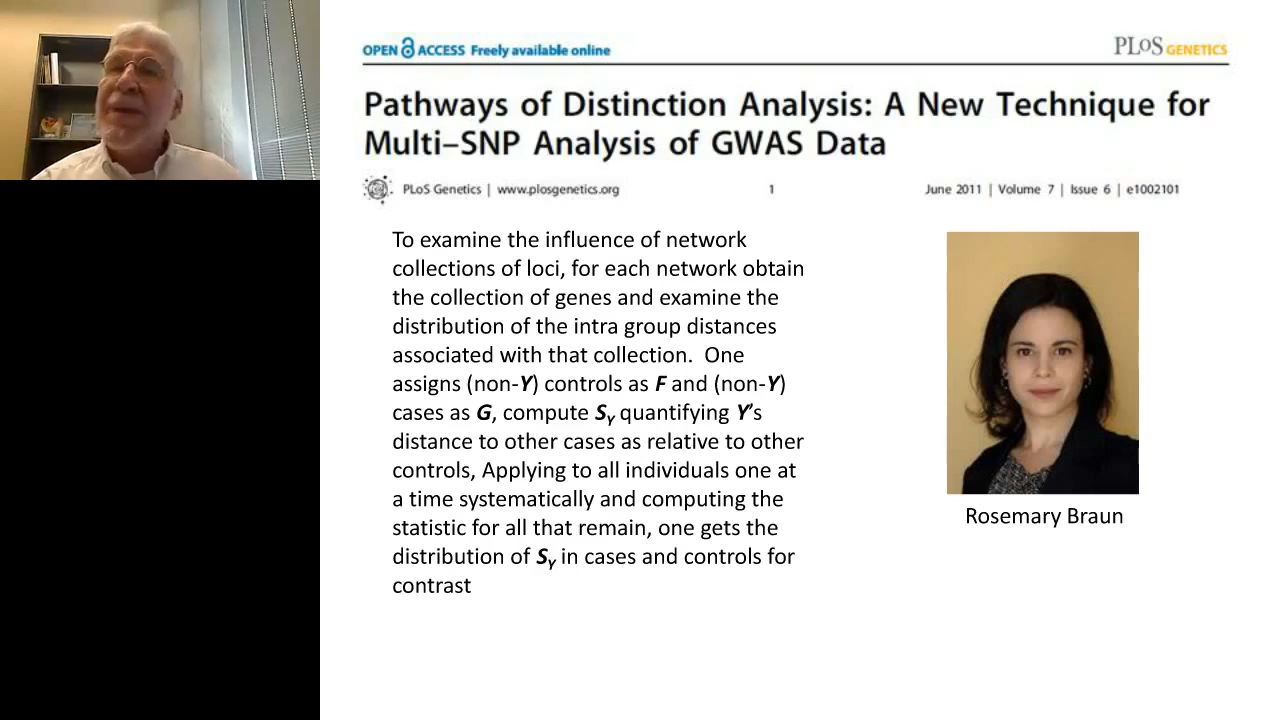 OPEN ACCESS Freely available online
PLoS GENETICS
Pathways of Distinction Analysis: A New Technique for
Multi–SNP Analysis of GWAS Data
PLoS Genetics | www.plosgenetics.org 1 June 2011 | Volume 7 | Issue 6 | e1002101
To examine the influence of network
collections of loci, for each network obtain
the collection of genes and examine the
distribution of the intra group distances
associated with that collection. One
assigns (non-Y) controls as F and (non-Y)
cases as G, compute SY quantifying Y's
distance to other cases as relative to other
controls, Applying to all individuals one at
a time systematically and computing the
statistic for all that remain, one gets the
distribution of SY in cases and controls for
contrast
Rosemary Braun